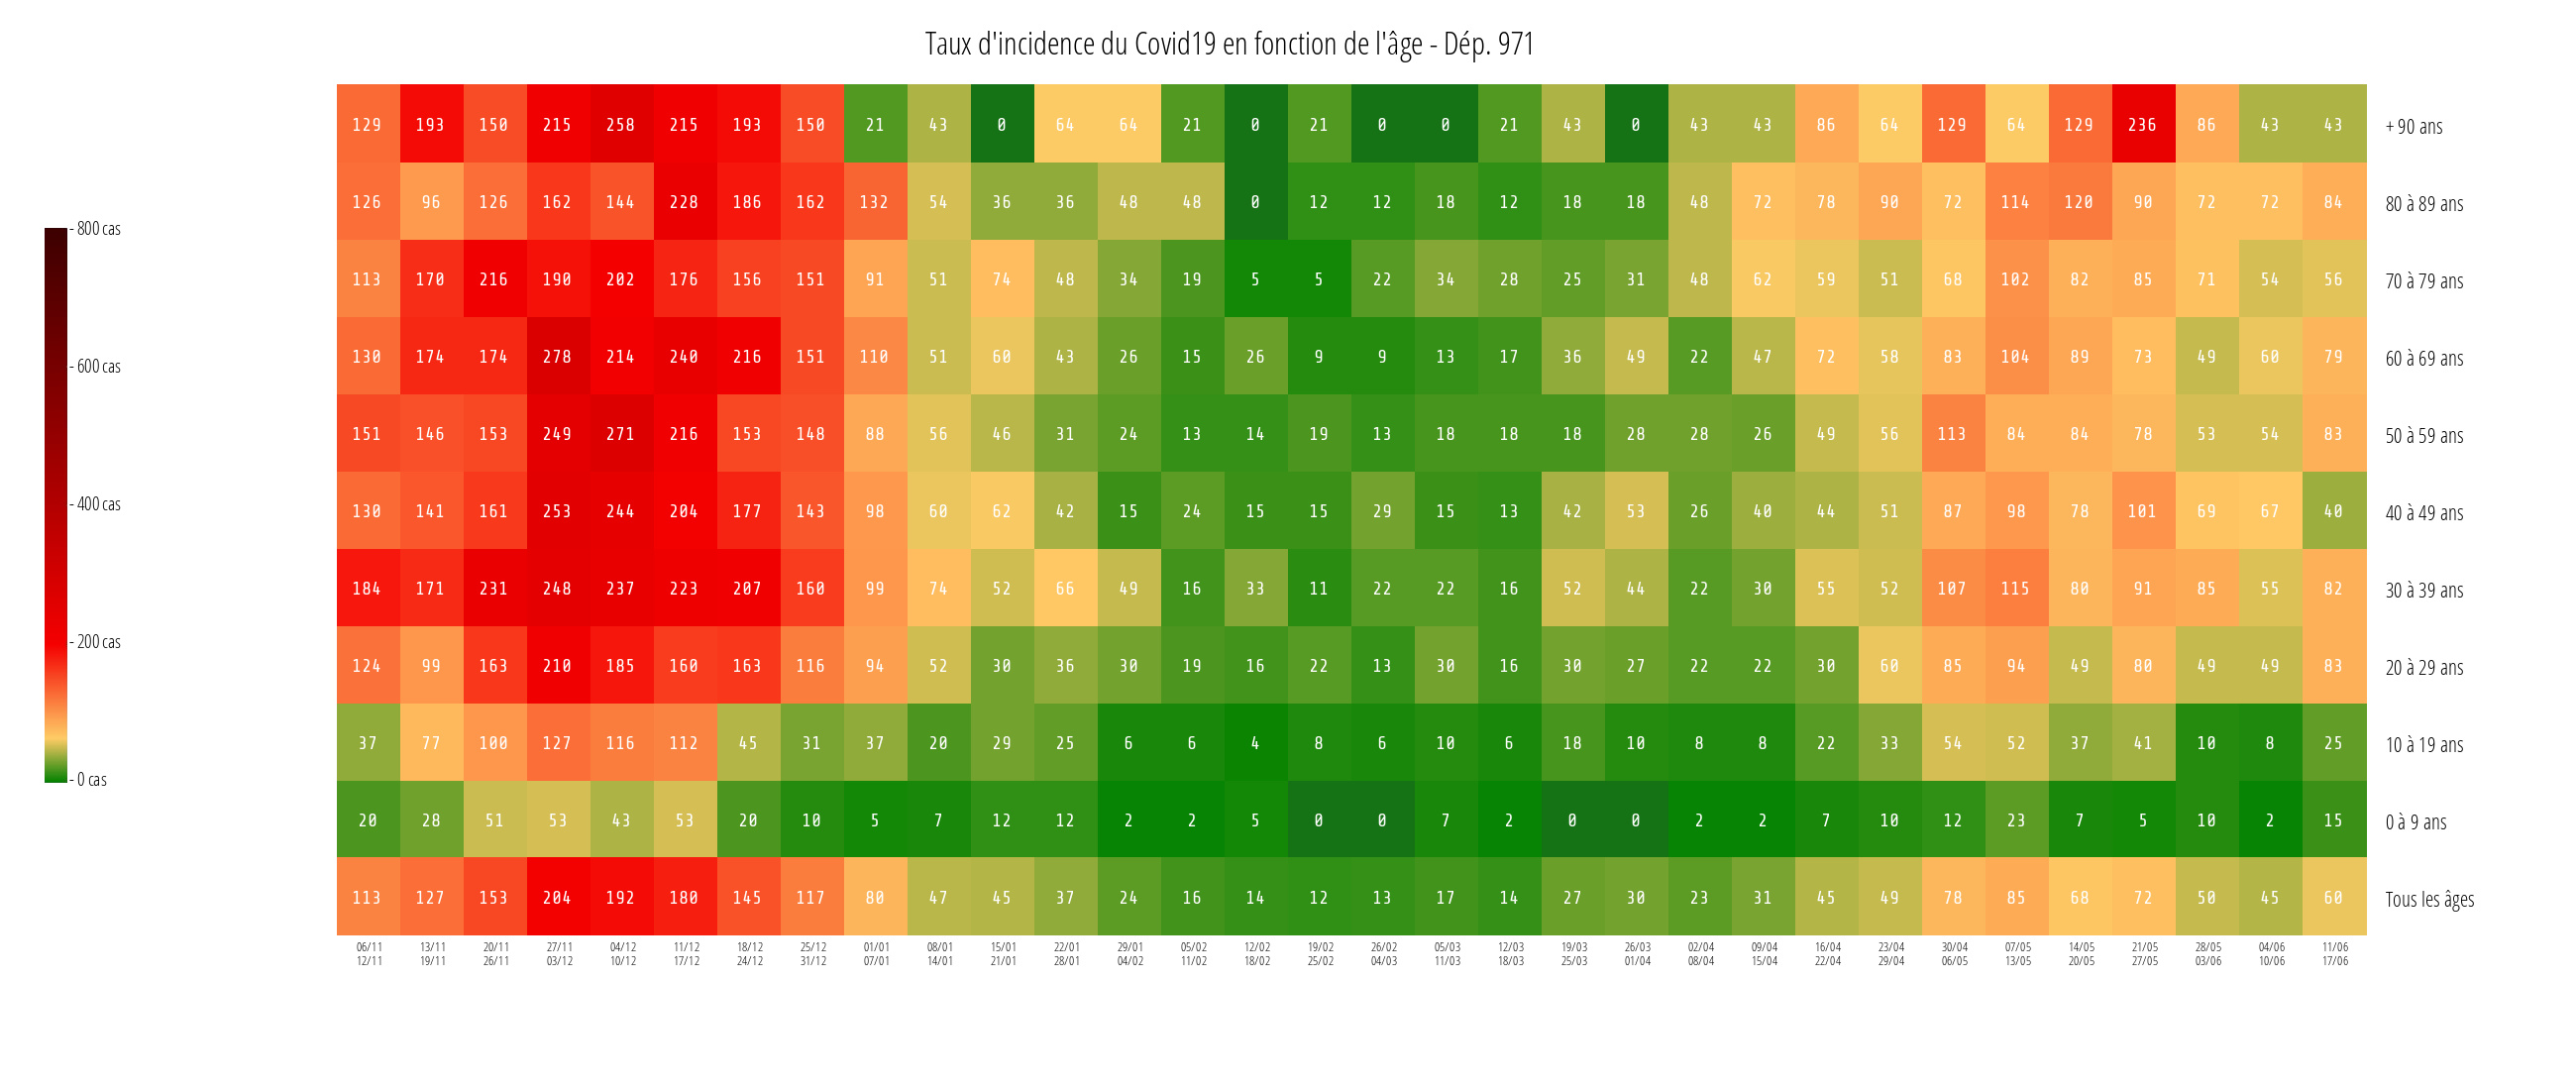 Taux d'incidence du Covid19 en fonction de l'âge - Dép. 971
129 193 150 215 258 215 193 150 21 43 0 64 64 21 0 21 0 0 21 43 0 43 43 86 64 129 64 129 236 86 43 43 + 90 ans
126 96 126 162 144 228 186 162 132 54 36 36 48 48 0 12 12 18 12 18 18 48 72 78 90 72 114 120 90 72 72 84 80 à 89 ans
113 170 216 190 202 176 156 151 91 51 74 48 34 19 5 5 22 34 28 25 31 48 62 59 51 68 102 82 85 71 54 56 70 à 79 ans
130 174 174 278 214 240 216 151 110 51 60 43 26 15 26 9 9 13 17 36 49 22 47 72 58 83 104 89 73 49 60 79 60 à 69 ans
151 146 153 249 271 216 153 148 88 56 46 31 24 13 14 19 13 18 18 18 28 28 26 49 56 113 84 84 78 53 54 83 50 à 59 ans
130 141 161 253 244 204 177 143 98 60 62 42 15 24 15 15 29 15 13 42 53 26 40 44 51 87 98 78 101 69 67 40 40 à 49 ans
184 171 231 248 237 223 207 160 99 74 52 66 49 16 33 11 22 22 16 52 44 22 30 55 52 107 115 80 91 85 55 82 30 à 39 ans
124 99 163 210 185 160 163 116 94 52 30 36 30 19 16 22 13 30 16 30 27 22 22 30 60 85 94 49 80 49 49 83 20 à 29 ans
37 77 100 127 116 112 45 31 37 20 29 25 6 6 4 8 6 10 6 18 10 8 8 22 33 54 52 37 41 10 8 25 10 à 19 ans
20 28 51 53 43 53 20 10 5 7 12 12 2 2 5 0 0 7 2 0 0 2 2 7 10 12 23 7 5 10 2 15 0 à 9 ans
113 127 153 204 192 180 145 117 80 47 45 37 24 16 14 12 13 17 14 27 30 23 31 45 49 78 85 68 72 50 45 60 Tous les âges
06/11 13/11 20/11 27/11 04/12 11/12 18/12 25/12 01/01 08/01 15/01 22/01 29/01 05/02 12/02 19/02 26/02 05/03 12/03 19/03 26/03 02/04 09/04 16/04 23/04 30/04 07/05 14/05 21/05 28/05 04/06 11/06
12/11 19/11 26/11 03/12 10/12 17/12 24/12 31/12 07/01 14/01 21/01 28/01 04/02 11/02 18/02 25/02 04/03 11/03 18/03 25/03 01/04 08/04 15/04 22/04 29/04 06/05 13/05 20/05 27/05 03/06 10/06 17/06
- 800 cas
- 600 cas
- 400 cas
- 200 cas
- 0 cas